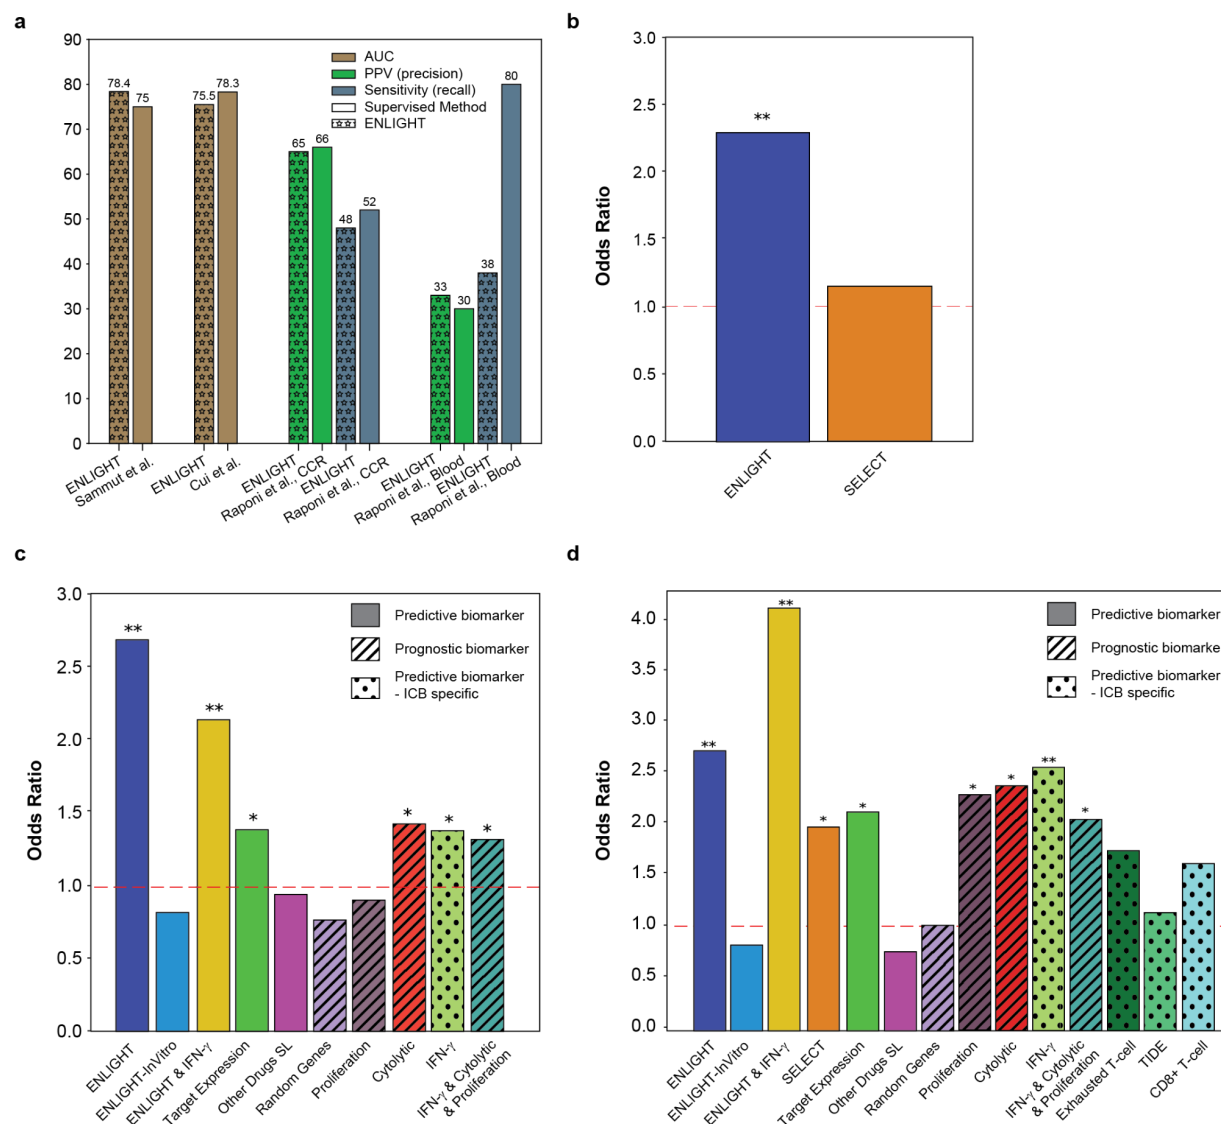 a
90
80
70
60
50
40
30
20
10
0
78.4
75
75.5
78.3
65
66
48
52
33
30
38
80
AUC
PPV (precision)
Sensitivity (recall)
Supervised Method
ENLIGHT
ENLIGHT
Sammut et al.
ENLIGHT
Cui et al.
ENLIGHT
Raponi et al., CCR
ENLIGHT
Raponi et al., CCR
ENLIGHT
Raponi et al., Blood
ENLIGHT
Raponi et al., Blood
b
Odds Ratio
3.0
2.5
2.0
1.5
1.0
0.5
0.0
**
ENLIGHT
SELECT
c
Odds Ratio
3.0
2.5
2.0
1.5
1.0
0.5
0.0
**
**
*
*
*
*
Predictive biomarker
Prognostic biomarker
Predictive biomarker
- ICB specific
ENLIGHT
ENLIGHT-InVitro
ENLIGHT & IFN-γ
Target Expression
Other Drugs SL
Random Genes
Proliferation
Cytolytic
IFN-γ
IFN-γ & Cytolytic
& Proliferation
d
Odds Ratio
4.0
3.5
3.0
2.5
2.0
1.5
1.0
0.5
0.0
**
**
*
*
*
*
**
*
Predictive biomarker
Prognostic biomarker
Predictive biomarker
- ICB specific
ENLIGHT
ENLIGHT-InVitro
ENLIGHT & IFN-γ
SELECT
Target Expression
Other Drugs SL
Random Genes
Proliferation
Cytolytic
IFN-γ
IFN-γ & Cytolytic
& Proliferation
Exhausted T-cell
TIDE
CD8+ T-cell